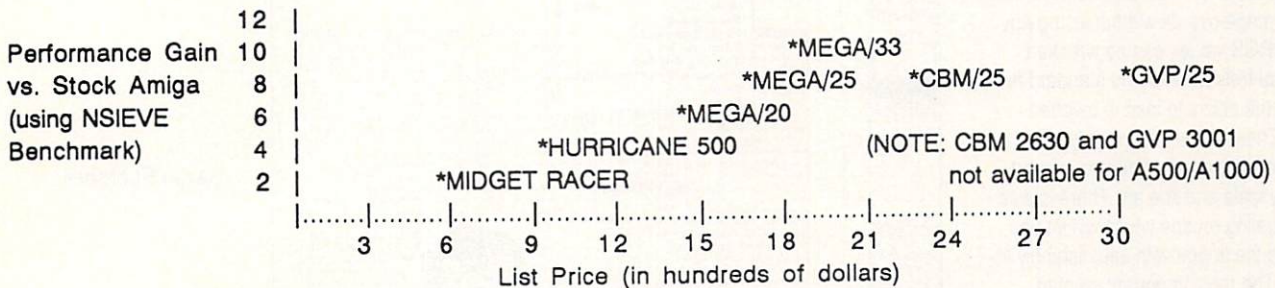 12 |
Performance Gain 10 | *MEGA/33
vs. Stock Amiga 8 | *MEGA/25 *CBM/25 *GVP/25
(using NSIEVE 6 | *MEGA/20
Benchmark) 4 | *HURRICANE 500 (NOTE: CBM 2630 and GVP 3001
2 | *MIDGET RACER not available for A500/A1000)
3 6 9 12 15 18 21 24 27 30
List Price (in hundreds of dollars)